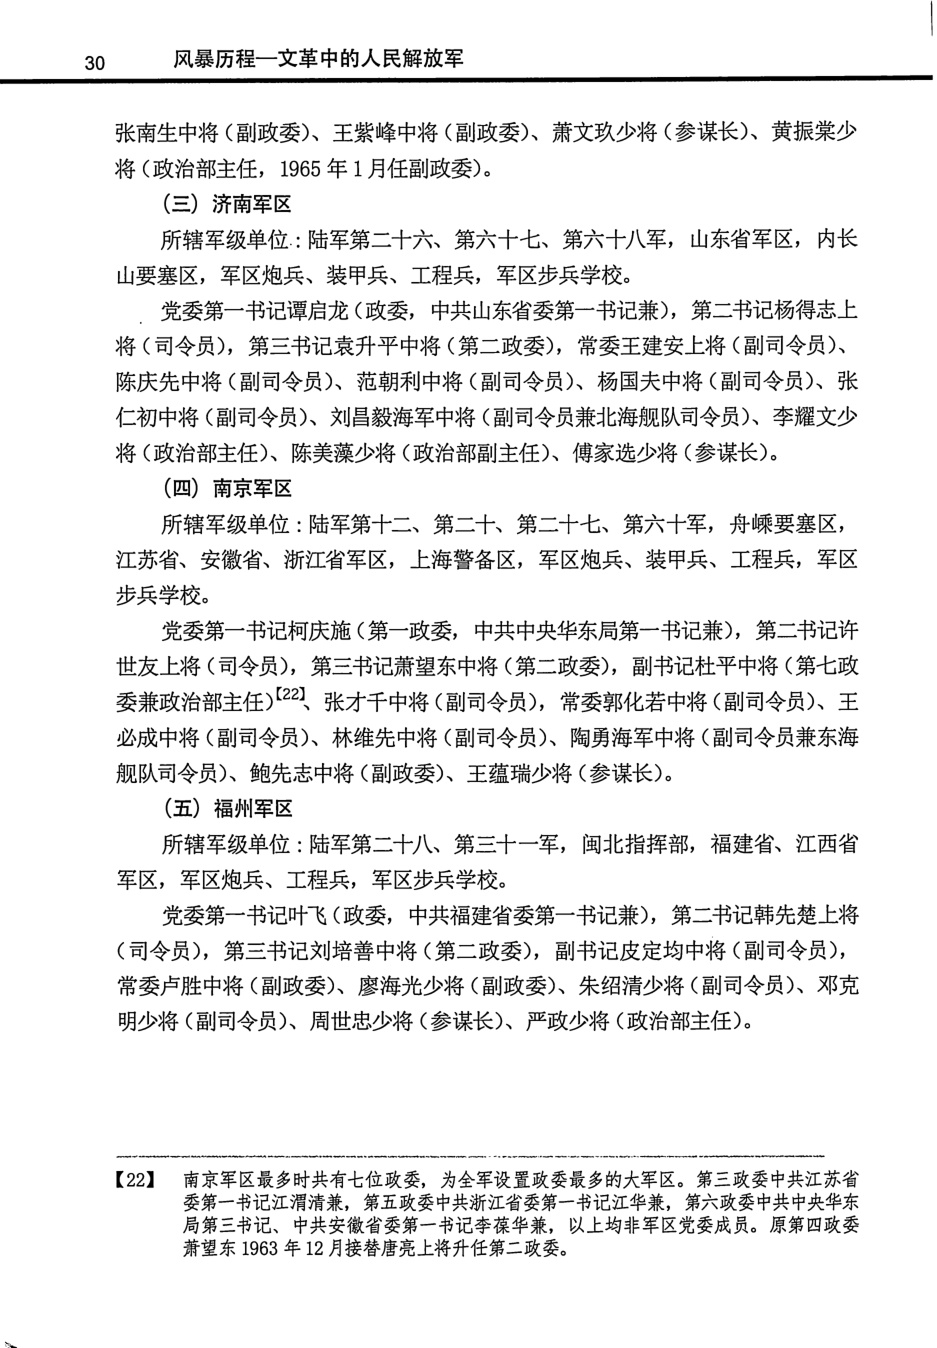 30 风暴历程—文革中的人民解放军
张南生中将（副政委）、王紫峰中将（副政委）、萧文玖少将（参谋长）、黄振棠少
将（政治部主任，1965 年 1 月任副政委）。
（三）济南军区
所辖军级单位：陆军第二十六、第六十七、第六十八军，山东省军区，内长
山要塞区，军区炮兵、装甲兵、工程兵，军区步兵学校。
党委第一书记谭启龙（政委，中共山东省委第一书记兼），第二书记杨得志上
将（司令员），第三书记袁升平中将（第二政委），常委王建安上将（副司令员）、
陈庆先中将（副司令员）、范朝利中将（副司令员）、杨国夫中将（副司令员）、张
仁初中将（副司令员）、刘昌毅海军中将（副司令员兼北海舰队司令员）、李耀文少
将（政治部主任）、陈美藻少将（政治部副主任）、傅家选少将（参谋长）。
（四）南京军区
所辖军级单位：陆军第十二、第二十、第二十七、第六十军，舟嵊要塞区，
江苏省、安徽省、浙江省军区，上海警备区，军区炮兵、装甲兵、工程兵，军区
步兵学校。
党委第一书记柯庆施（第一政委，中共中央华东局第一书记兼），第二书记许
世友上将（司令员），第三书记萧望东中将（第二政委），副书记杜平中将（第七政
委兼政治部主任）【22】、张才千中将（副司令员），常委郭化若中将（副司令员）、王
必成中将（副司令员）、林维先中将（副司令员）、陶勇海军中将（副司令员兼东海
舰队司令员）、鲍先志中将（副政委）、王蕴瑞少将（参谋长）。
（五）福州军区
所辖军级单位：陆军第二十八、第三十一军，闽北指挥部，福建省、江西省
军区，军区炮兵、工程兵，军区步兵学校。
党委第一书记叶飞（政委，中共福建省委第一书记兼），第二书记韩先楚上将
（司令员），第三书记刘培善中将（第二政委），副书记皮定均中将（副司令员），
常委卢胜中将（副政委）、廖海光少将（副政委）、朱绍清少将（副司令员）、邓克
明少将（副司令员）、周世忠少将（参谋长）、严政少将（政治部主任）。
【22】 南京军区最多时共有七位政委，为全军设置政委最多的大军区。第三政委中共江苏省
委第一书记江渭清兼，第五政委中共浙江省委第一书记江华兼，第六政委中共中央华东
局第三书记、中共安徽省委第一书记李葆华兼，以上均非军区党委成员。原第四政委
萧望东 1963 年 12 月接替唐亮上将升任第二政委。